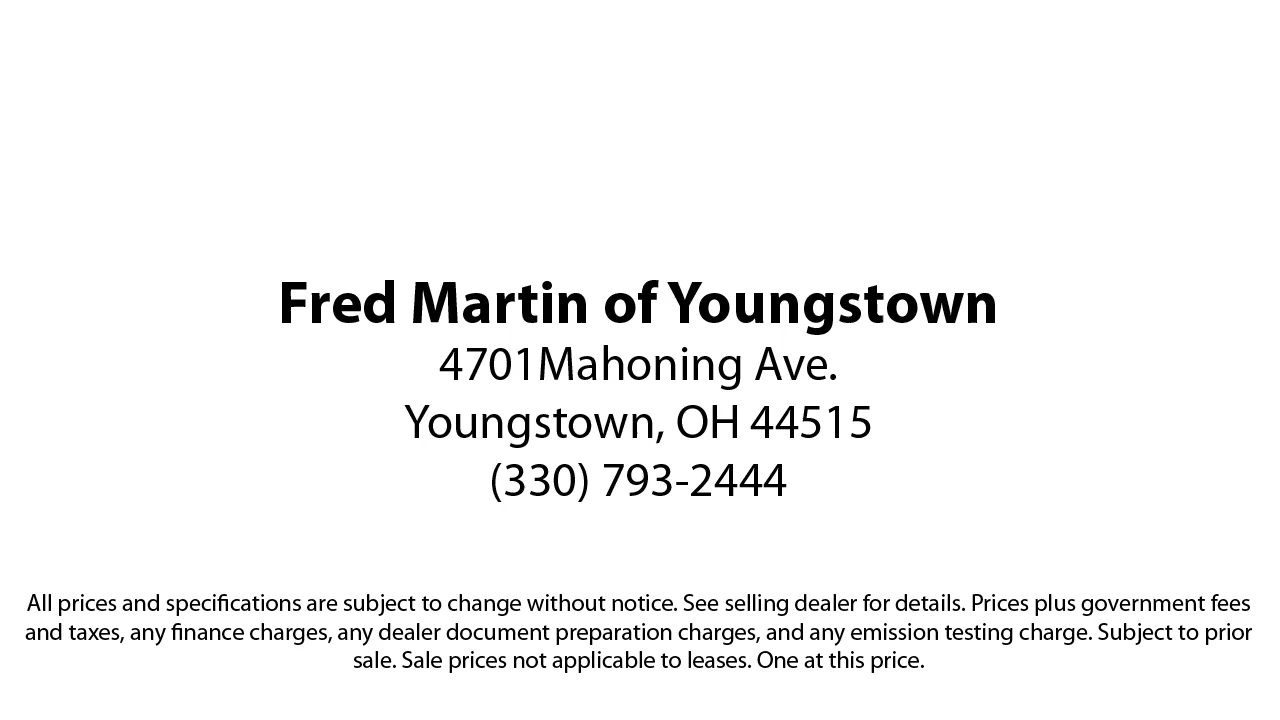 Fred Martin of Youngstown
4701Mahoning Ave.
Youngstown, OH 44515
(330) 793-2444
All prices and specifications are subject to change without notice. See selling dealer for details. Prices plus government fees
and taxes, any finance charges, any dealer document preparation charges, and any emission testing charge. Subject to prior
sale. Sale prices not applicable to leases. One at this price.